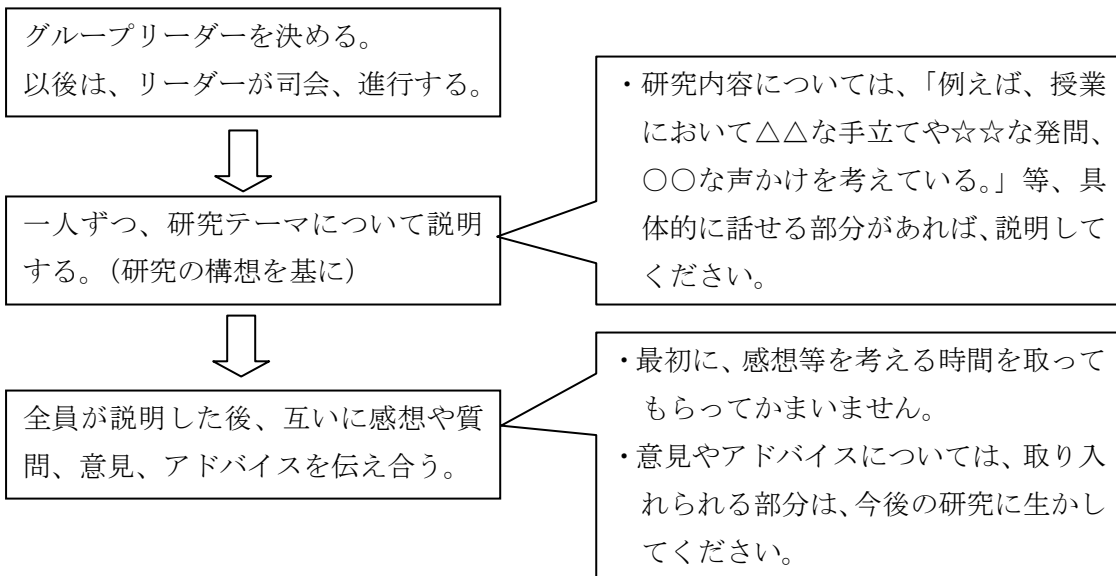 グループリーダーを決める。
以後は、リーダーが司会、進行する。
一人ずつ、研究テーマについて説明
する。（研究の構想を基に）
・研究内容については、「例えば、授業
において△△な手立てや☆☆な発問、
○○な声かけを考えている。」等、具
体的に話せる部分があれば、説明して
ください。
全員が説明した後、互いに感想や質
問、意見、アドバイスを伝え合う。
・最初に、感想等を考える時間を取って
もらってかまいません。
・意見やアドバイスについては、取り入
れられる部分は、今後の研究に生かし
てください。